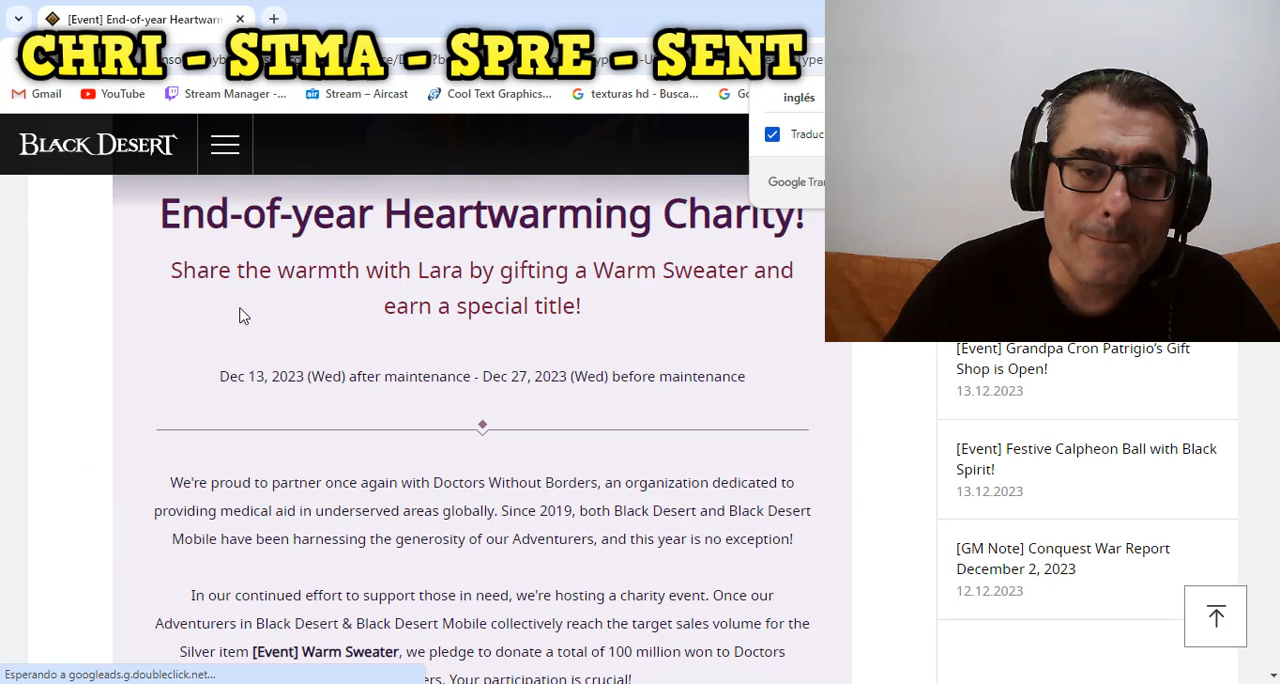 [Event] End-of-year Heartwarn
CHRI - STMA - SPRE - SENT
Gmail
YouTube
Stream Manager -...
Stream – Aircast
Cool Text Graphics...
texturas hd - Busca...
inglés
Traduc
Google Tra
BLACK DESERT
End-of-year Heartwarming Charity!
Share the warmth with Lara by gifting a Warm Sweater and
earn a special title!
Dec 13, 2023 (Wed) after maintenance - Dec 27, 2023 (Wed) before maintenance
We're proud to partner once again with Doctors Without Borders, an organization dedicated to
providing medical aid in underserved areas globally. Since 2019, both Black Desert and Black Desert
Mobile have been harnessing the generosity of our Adventurers, and this year is no exception!
In our continued effort to support those in need, we're hosting a charity event. Once our
Adventurers in Black Desert & Black Desert Mobile collectively reach the target sales volume for the
Silver item [Event] Warm Sweater, we pledge to donate a total of 100 million won to Doctors
Your participation is crucial!
[Event] Grandpa Cron Patrigio’s Gift
Shop is Open!
13.12.2023
[Event] Festive Calpheon Ball with Black
Spirit!
13.12.2023
[GM Note] Conquest War Report
December 2, 2023
12.12.2023
Esperando a googleads.g.doubleclick.net...